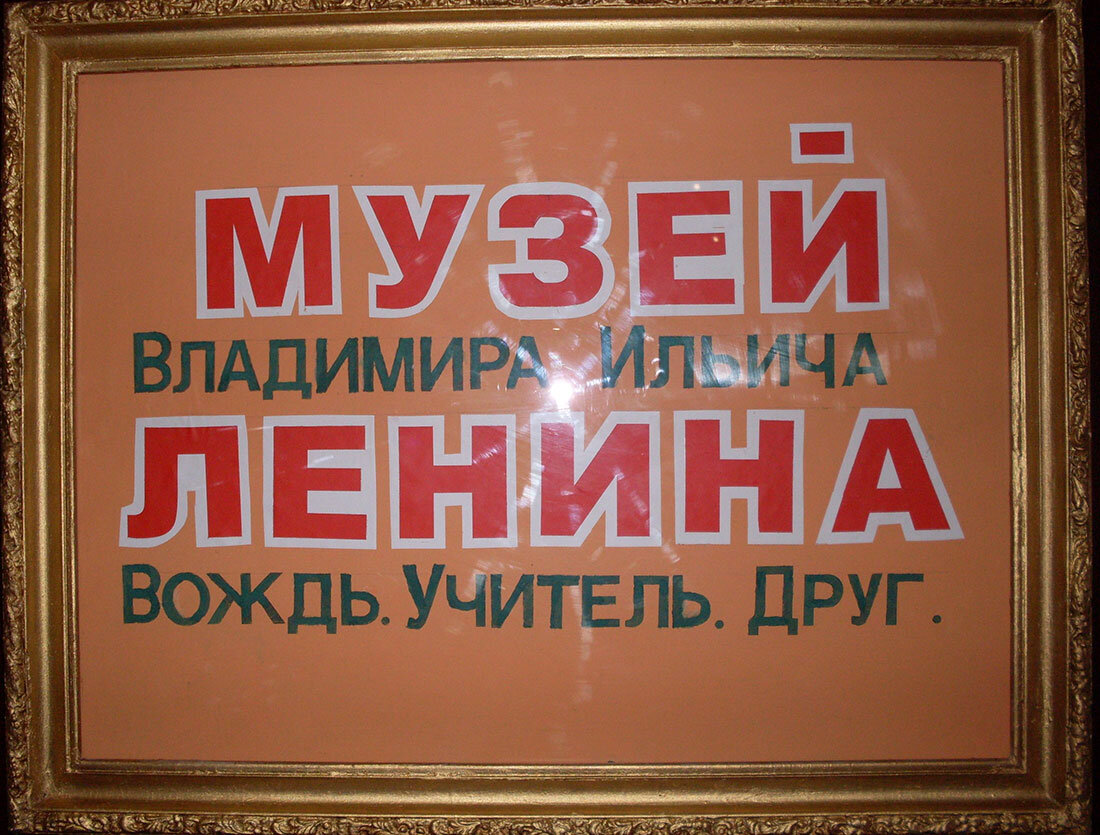 МУЗЕЙ
ВЛАДИМИРА ИЛЬИЧА
ЛЕНИНА
ВОЖДЬ. УЧИТЕЛЬ. ДРУГ.